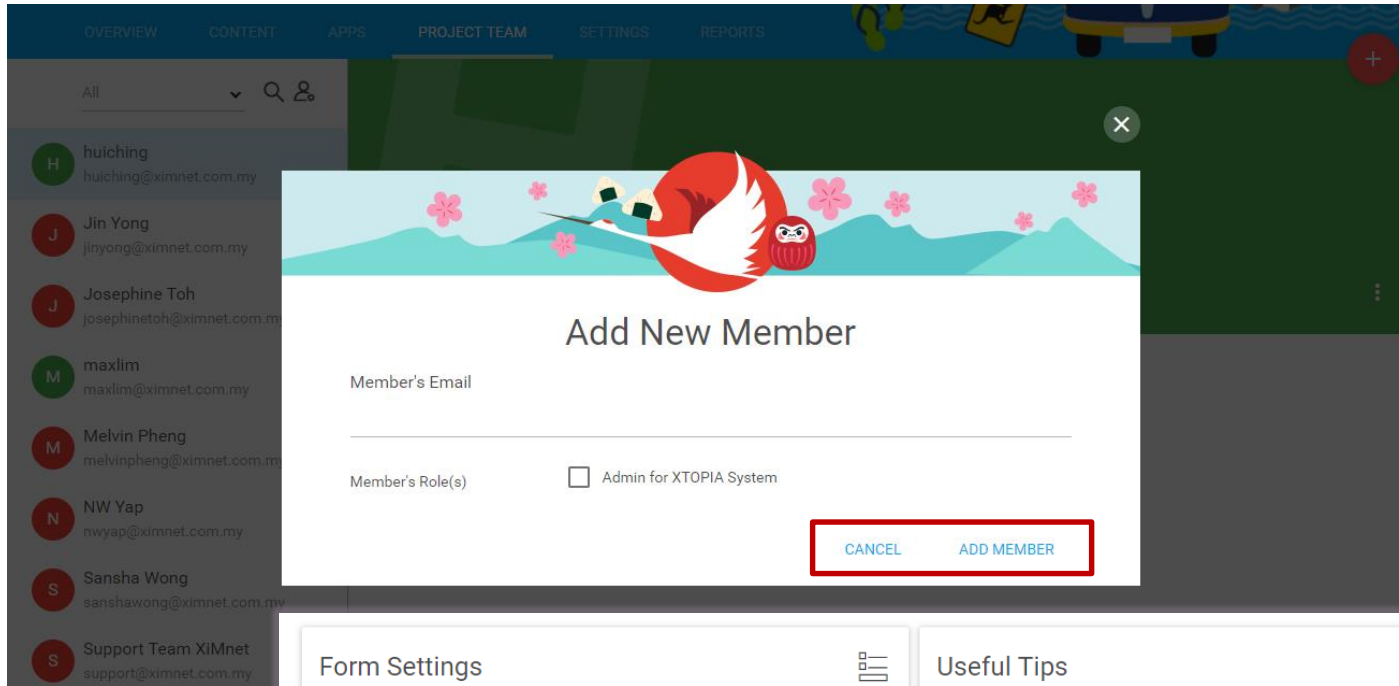 OVERVIEW CONTENT APPS PROJECT TEAM SETTINGS REPORTS
All
H
huiching
huiching@ximnet.com.my
J
Jin Yong
jinyong@ximnet.com.my
J
Josephine Toh
josephinetoh@ximnet.com.my
M
maxlim
maxlim@ximnet.com.my
M
Melvin Pheng
melvinpheng@ximnet.com.my
N
NW Yap
nwyap@ximnet.com.my
S
Sansha Wong
sanshawong@ximnet.com.my
S
Support Team XiMnet
support@ximnet.com.my
Add New Member
Member's Email
Member's Role(s) Admin for XTOPIA System
CANCEL ADD MEMBER
Form Settings
Useful Tips